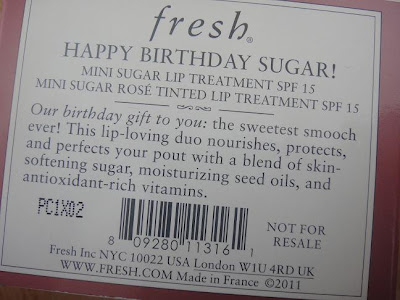 fresh®
HAPPY BIRTHDAY SUGAR!
MINI SUGAR LIP TREATMENT SPF 15
MINI SUGAR ROSÉ TINTED LIP TREATMENT SPF 15
Our birthday gift to you: the sweetest smooch
ever! This lip-loving duo nourishes, protects,
and perfects your pout with a blend of skin-
softening sugar, moisturizing seed oils, and
antioxidant-rich vitamins.
PC1X02
8 09280 11316 1
NOT FOR
RESALE
Fresh Inc NYC 10022 USA London W1U 4RD UK
WWW.FRESH.COM Made in France ©2011